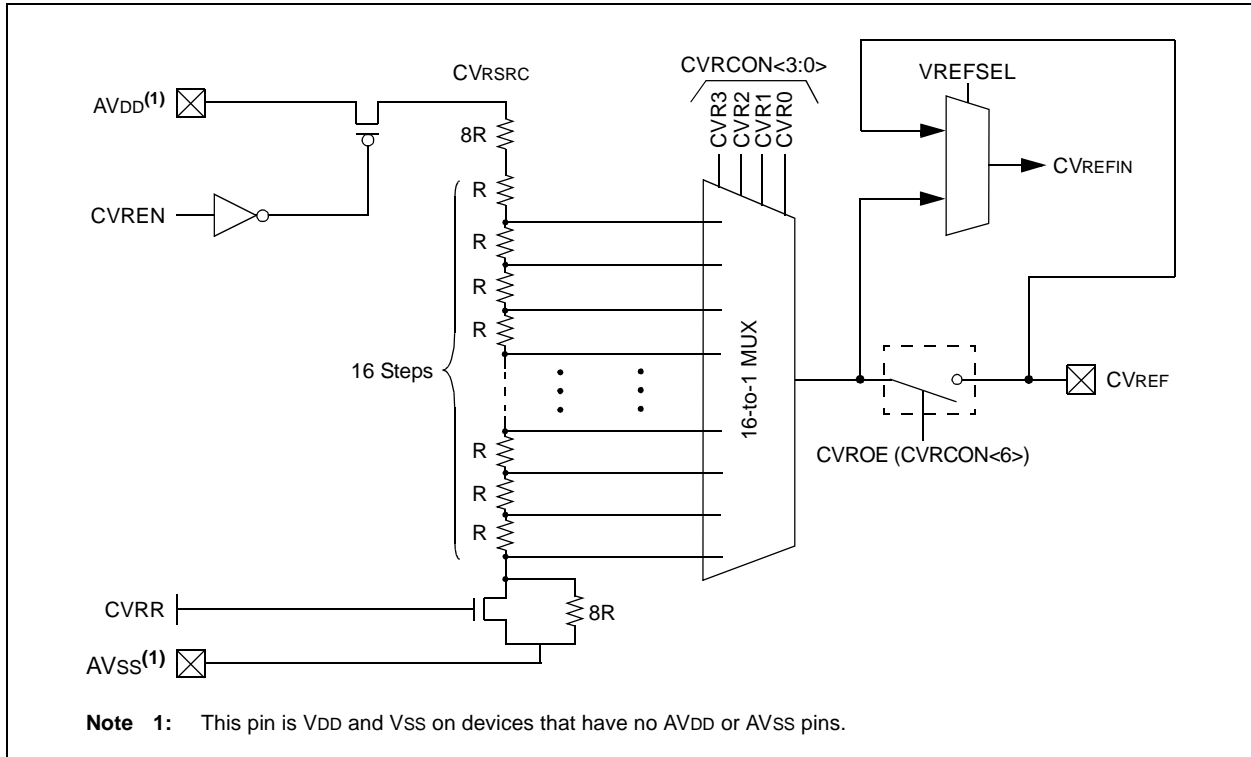 CVRCON<3:0>
CVRSRC
VREFSEL
AVDD(1)
CVR3
CVR2
CVR1
CVR0
8R
R
CVREFIN
CVREN
R
R
R
16 Steps
16-to-1 MUX
CVREF
R
CVROE (CVRCON<6>)
R
R
CVRR
8R
AVSS(1)
Note 1: This pin is VDD and VSS on devices that have no AVDD or AVSS pins.